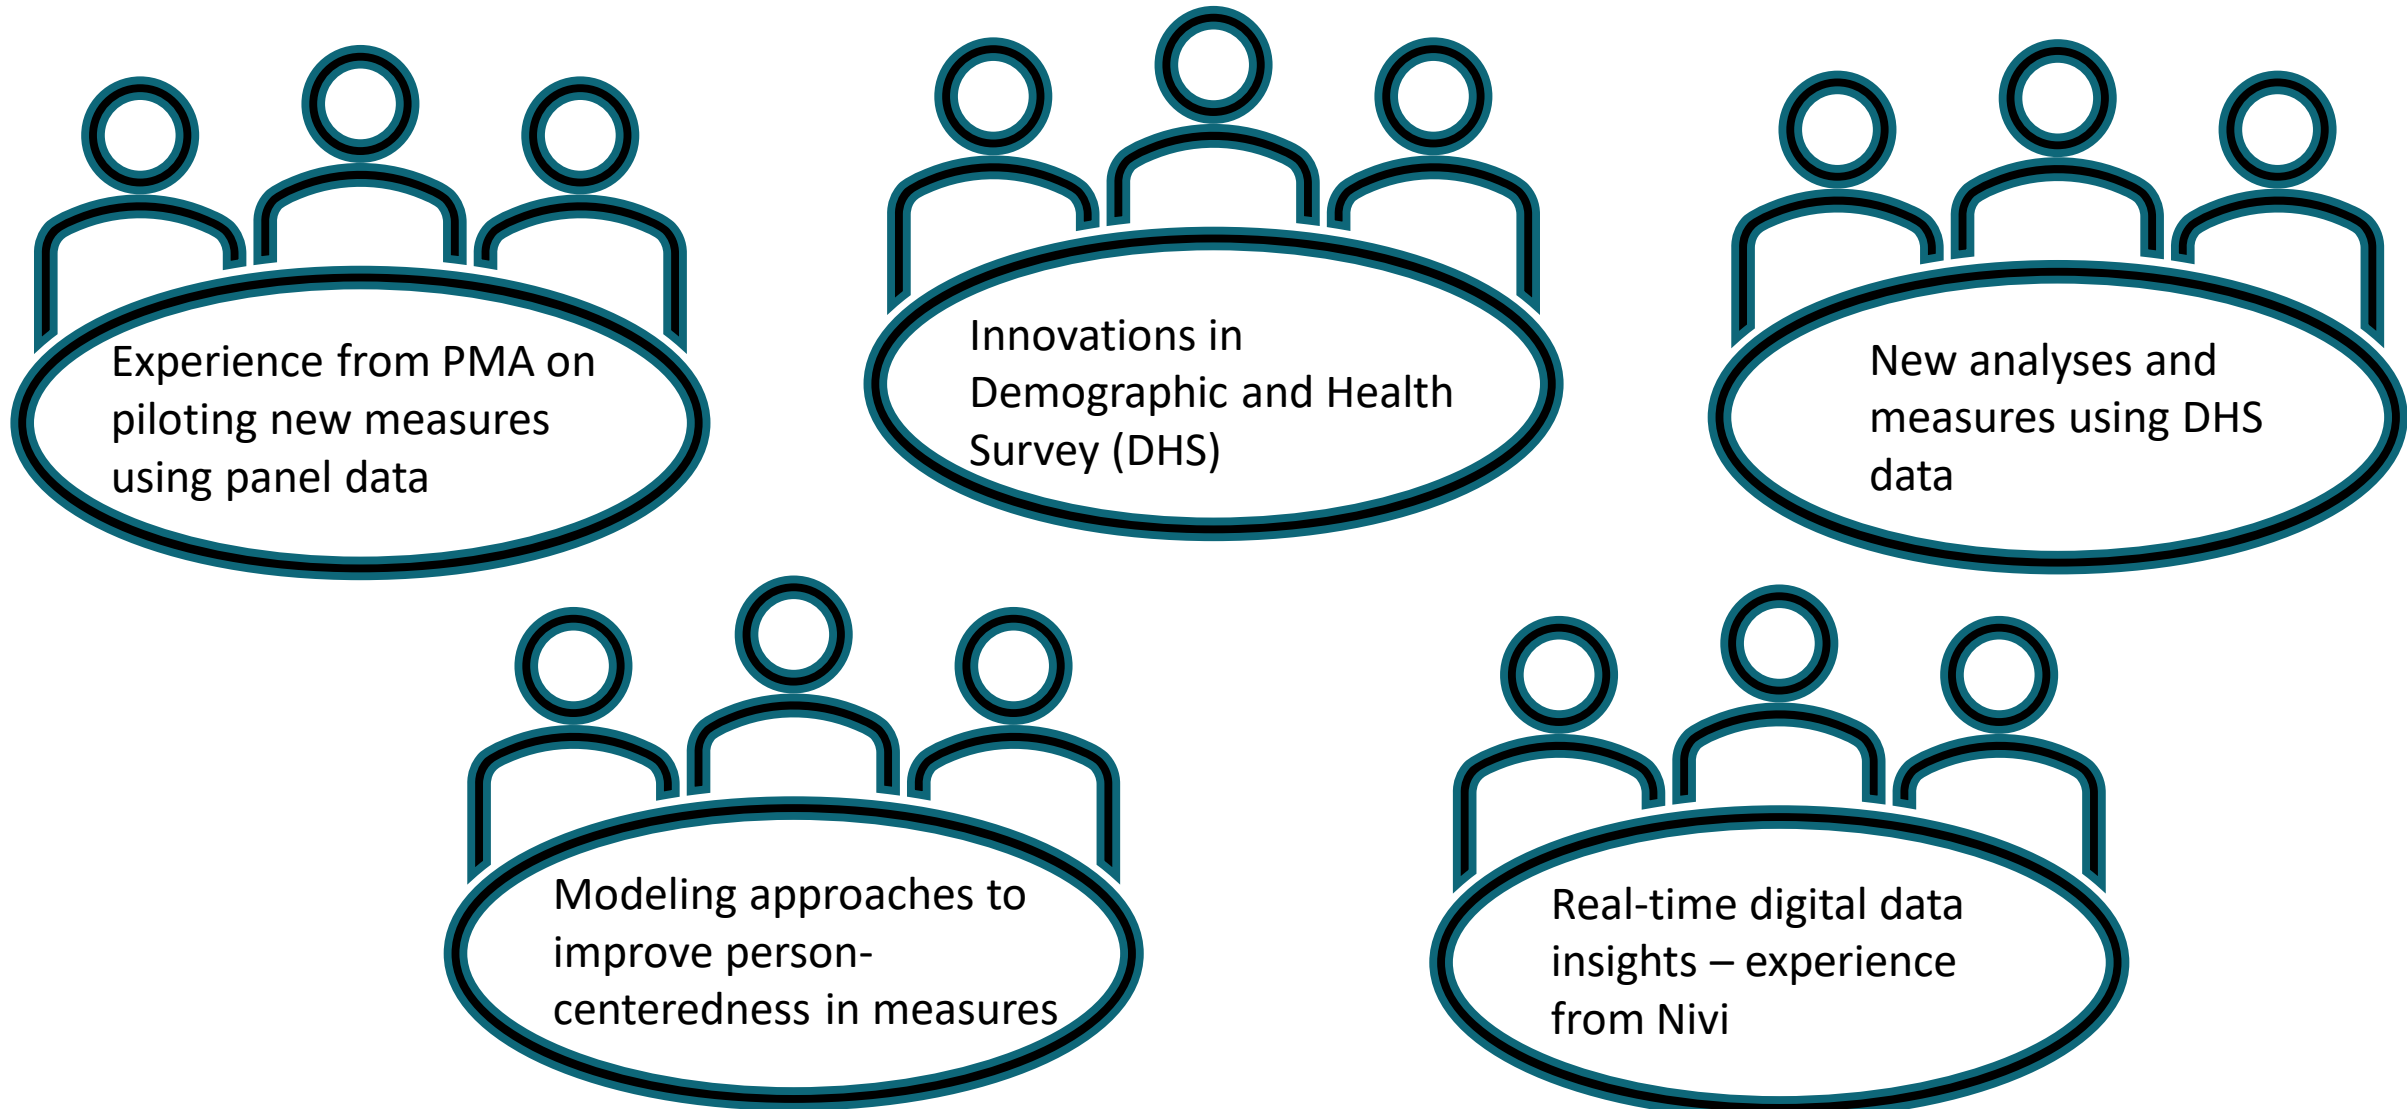 Experience from PMA on
piloting new measures
using panel data
Innovations in
Demographic and Health
Survey (DHS)
New analyses and
measures using DHS
data
Modeling approaches to
improve person-
centeredness in measures
Real-time digital data
insights – experience
from Nivi